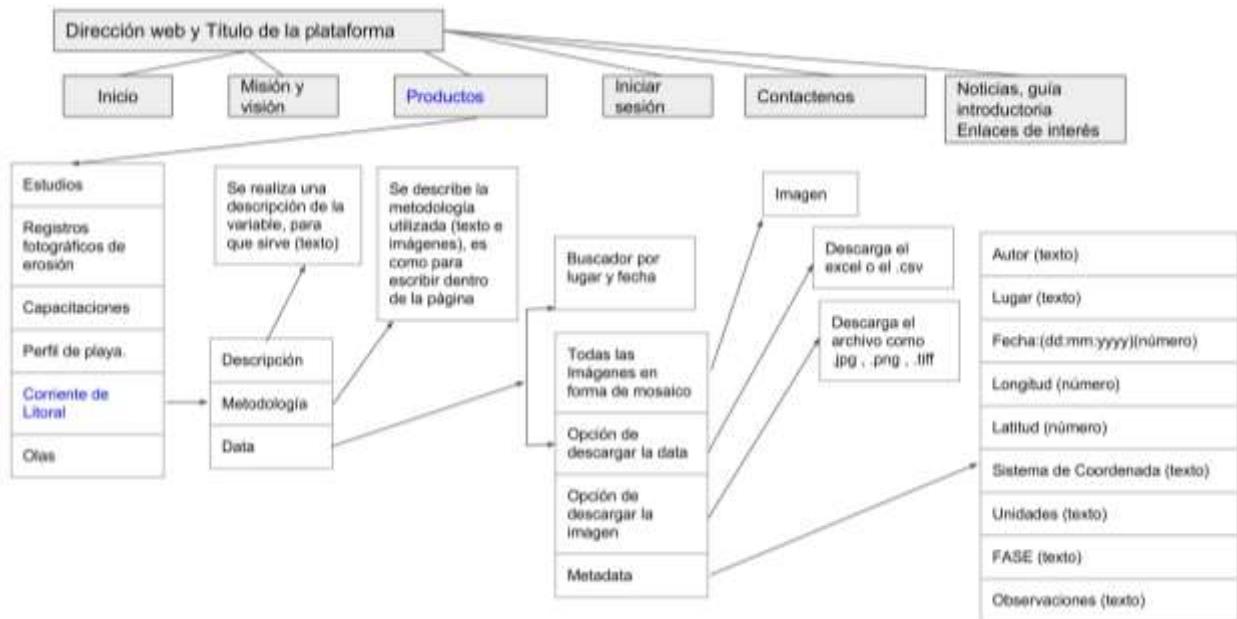 Dirección web y Título de la plataforma
Inicio
Misión y
visión
Productos
Iniciar
sesión
Contactenos
Noticias, guía
introductoria
Enlaces de interés
Estudios
Registros
fotográficos de
erosión
Capacitaciones
Perfil de playa.
Corriente de
Litoral
Olas
Se realiza una
descripción de la
variable, para
que sirve (texto)
Se describe la
metodología
utilizada (texto e
imágenes), es
como para
escribir dentro
de la página
Descripción
Metodología
Data
Buscador por
lugar y fecha
Todas las
Imágenes en
forma de mosaico
Opción de
descargar la data
Opción de
descargar la
imagen
Metadata
Imagen
Descarga el
excel o el .csv
Descarga el
archivo como
.jpg , .png , .tiff
Autor (texto)
Lugar (texto)
Fecha:(dd:mm:yyyy)(número)
Longitud (número)
Latitud (número)
Sistema de Coordenada (texto)
Unidades (texto)
FASE (texto)
Observaciones (texto)